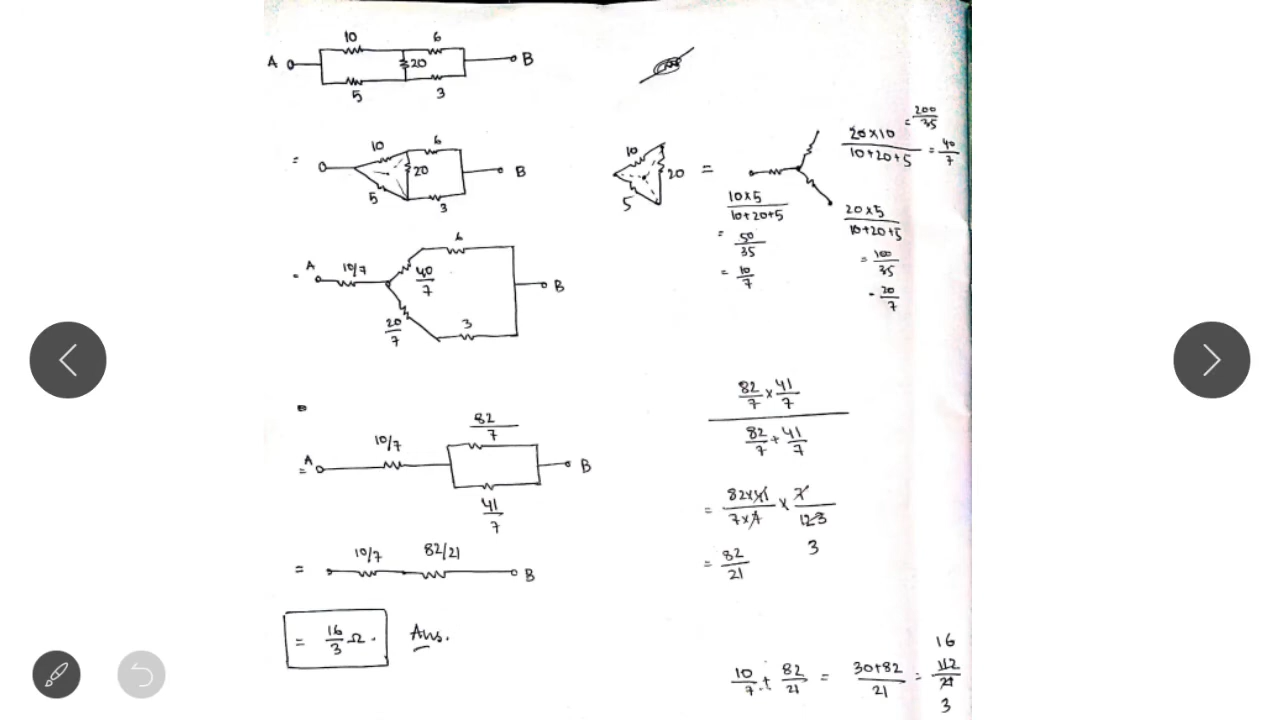 10 6
A 20 B
5 3
= 10 6
20 B
5 3
10
20 =
5
20×10 / 10+20+5 = 200/35 = 40/7
10×5 / 10+20+5
= 50/35
= 10/7
20×5 / 10+20+5
= 100/35
= 20/7
= A 10/7 40/7 6 B
20/7 3
= A 10/7 82/7 B
41/7
82/7 × 41/7
82/7 + 41/7
= 82×41 / 7×7 × 7/123
3
= 82/21
= 10/7 82/21 B
= 16/3 Ω. Ans.
10/7 + 82/21 = 30+82 / 21 = 112/21
16
3